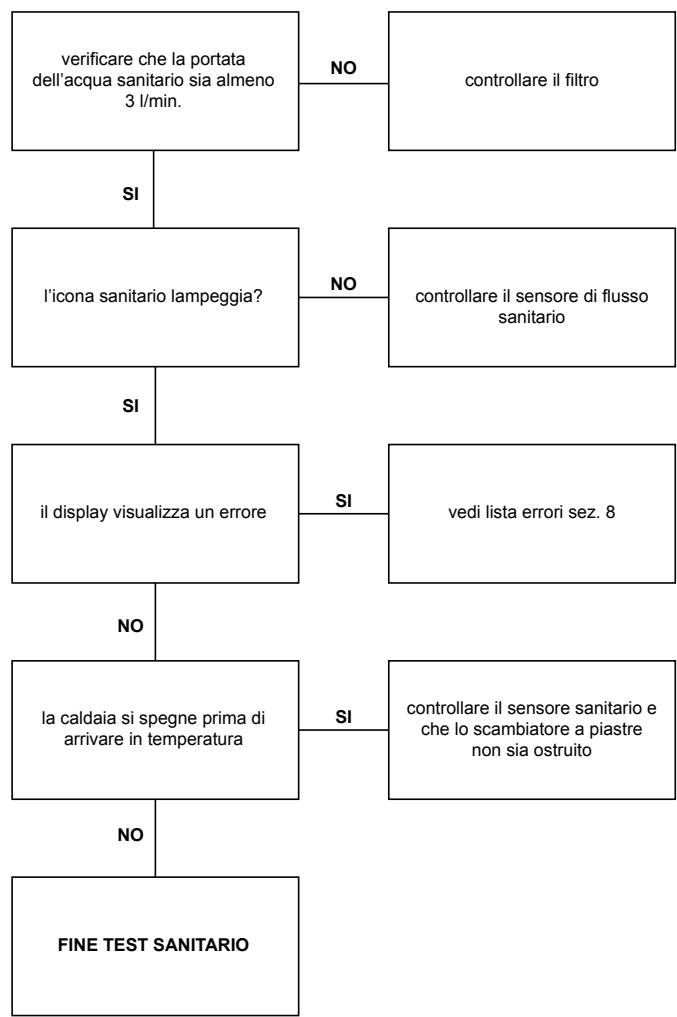 verificare che la portata
dell'acqua sanitario sia almeno
3 l/min.
NO
controllare il filtro
SI
l'icona sanitario lampeggia?
NO
controllare il sensore di flusso
sanitario
SI
il display visualizza un errore
SI
vedi lista errori sez. 8
NO
la caldaia si spegne prima di
arrivare in temperatura
SI
controllare il sensore sanitario e
che lo scambiatore a piastre
non sia ostruito
NO
FINE TEST SANITARIO